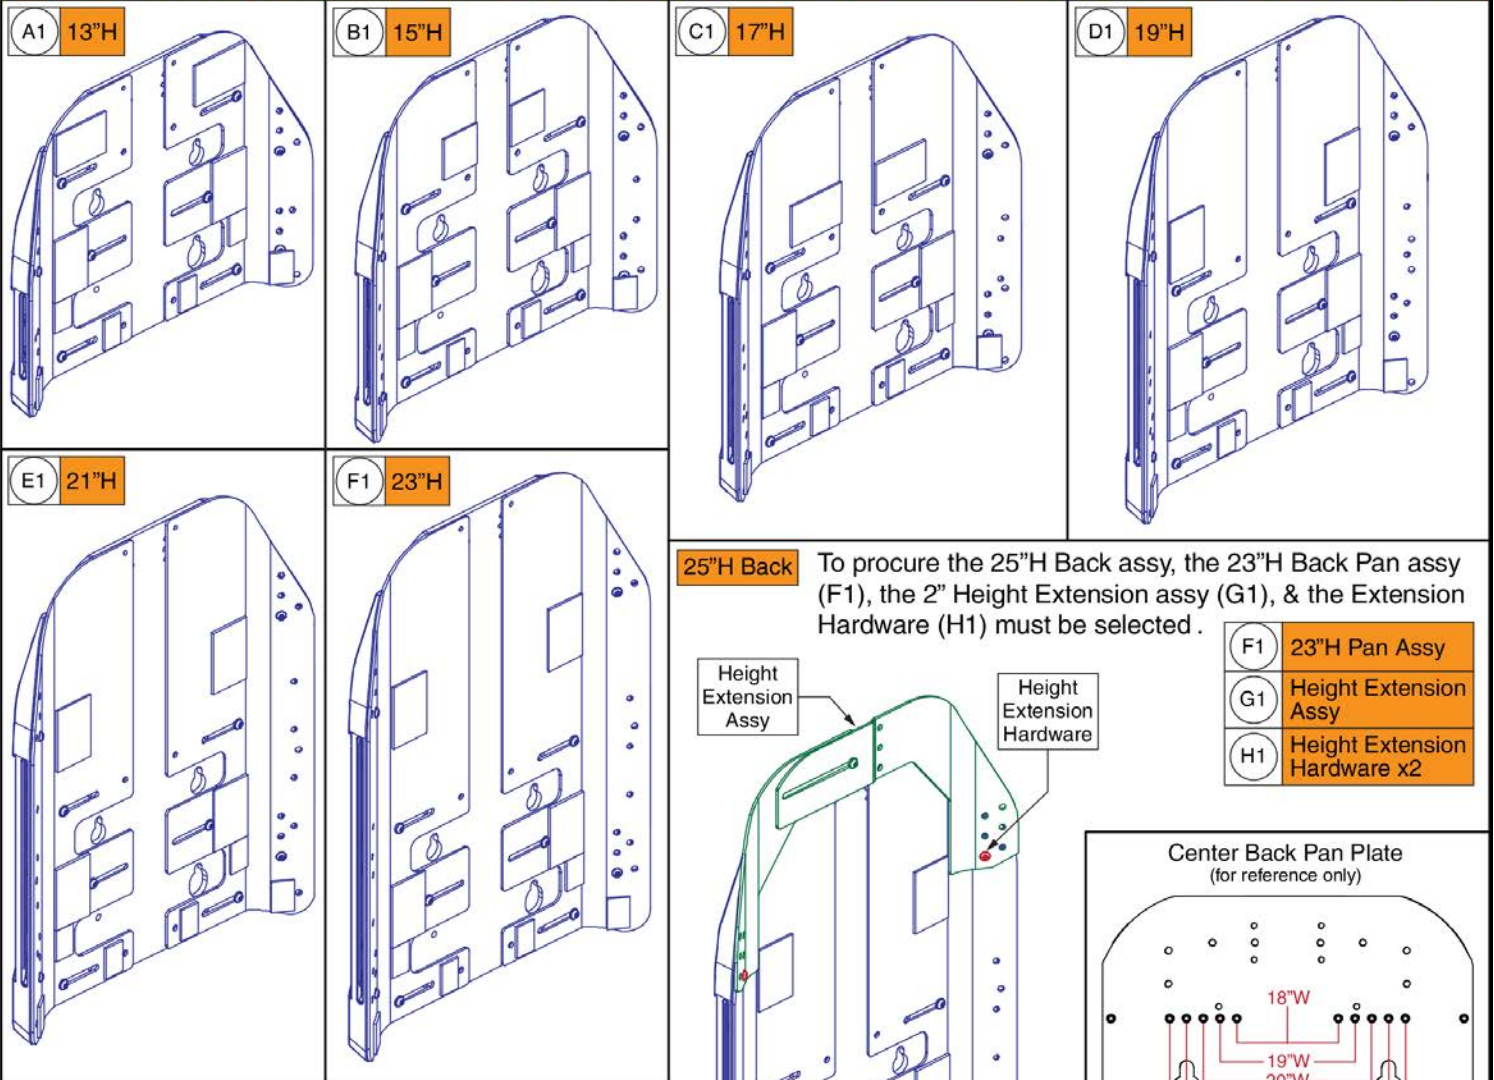 A1 13”H
B1 15”H
C1 17”H
D1 19”H
E1 21”H
F1 23”H
25”H Back
To procure the 25”H Back assy, the 23”H Back Pan assy
(F1), the 2” Height Extension assy (G1), & the Extension
Hardware (H1) must be selected .
F1 23”H Pan Assy
G1 Height Extension
Assy
H1 Height Extension
Hardware x2
Height
Extension
Assy
Height
Extension
Hardware
Center Back Pan Plate
(for reference only)
18”W
19”W
20”W